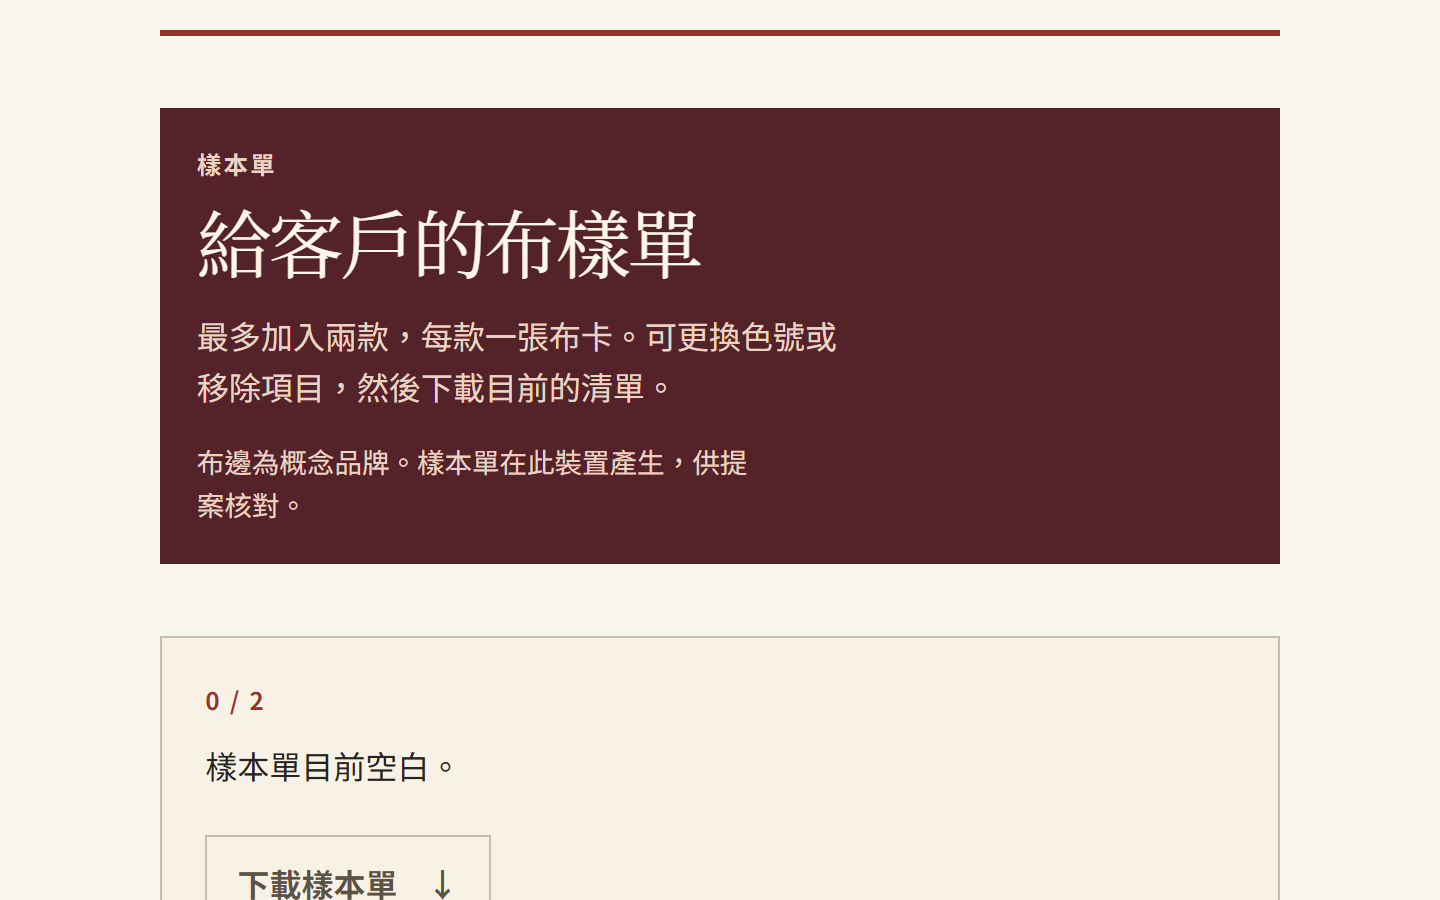 樣本單
給客戶的布樣單
最多加入兩款，每款一張布卡。可更換色號或
移除項目，然後下載目前的清單。
布邊為概念品牌。樣本單在此裝置產生，供提
案核對。
0 / 2
樣本單目前空白。
下載樣本單 ↓